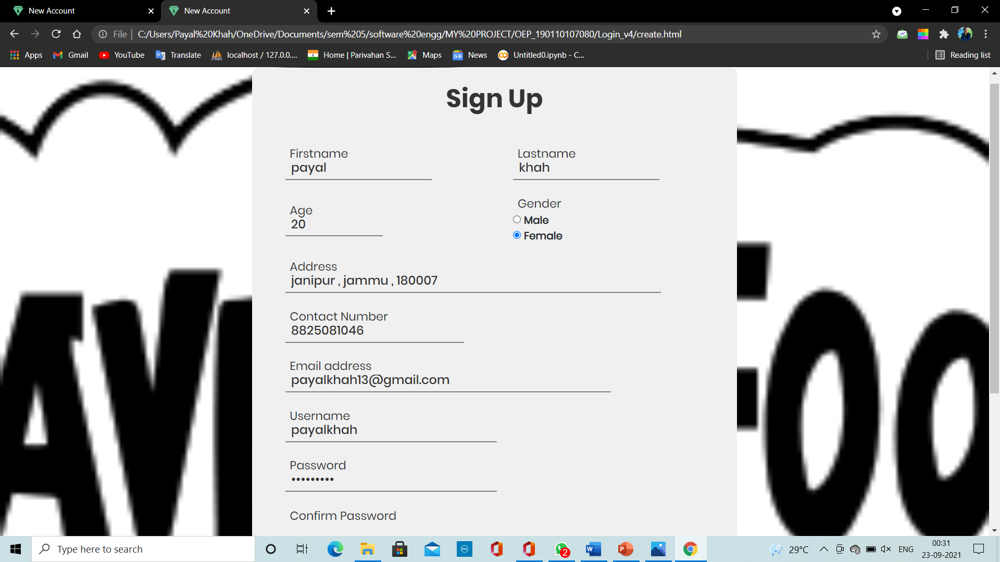 New Account
New Account
File
C:/Users/Payal%20Khah/OneDrive/Documents/sem%205/software%20engg/MY%20PROJECT/OEP_190110107080/Login_v4/create.html
Apps
Gmail
YouTube
Translate
localhost / 127.0.0....
Home | Parivahan S...
Maps
News
Untitled0.ipynb - C...
Reading list
Sign Up
Firstname
payal
Lastname
khah
Age
20
Gender
Male
Female
Address
janipur , jammu , 180007
Contact Number
8825081046
Email address
payalkhah13@gmail.com
Username
payalkhah
Password
•••••••••
Confirm Password
Type here to search
2
29°C
ENG
00:31
23-09-2021